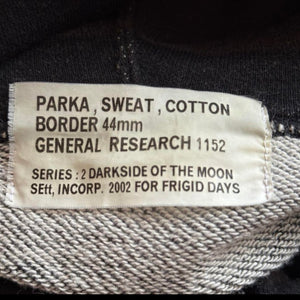 PARKA , SWEAT , COTTON
BORDER 44mm
GENERAL RESEARCH 1152
SERIES : 2 DARKSIDE OF THE MOON
SEtt, INCORP. 2002 FOR FRIGID DAYS